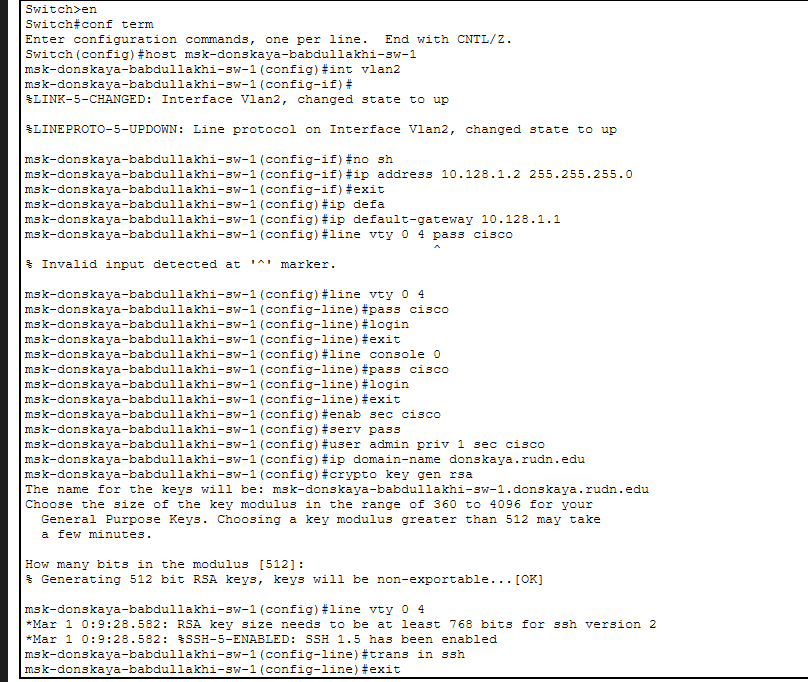 Switch>en
Switch#conf term
Enter configuration commands, one per line.  End with CNTL/Z.
Switch(config)#host msk-donskaya-babdullakhi-sw-1
msk-donskaya-babdullakhi-sw-1(config)#int vlan2
msk-donskaya-babdullakhi-sw-1(config-if)#
%LINK-5-CHANGED: Interface Vlan2, changed state to up

%LINEPROTO-5-UPDOWN: Line protocol on Interface Vlan2, changed state to up

msk-donskaya-babdullakhi-sw-1(config-if)#no sh
msk-donskaya-babdullakhi-sw-1(config-if)#ip address 10.128.1.2 255.255.255.0
msk-donskaya-babdullakhi-sw-1(config-if)#exit
msk-donskaya-babdullakhi-sw-1(config)#ip defa
msk-donskaya-babdullakhi-sw-1(config)#ip default-gateway 10.128.1.1
msk-donskaya-babdullakhi-sw-1(config)#line vty 0 4 pass cisco
                                                   ^
% Invalid input detected at '^' marker.

msk-donskaya-babdullakhi-sw-1(config)#line vty 0 4
msk-donskaya-babdullakhi-sw-1(config-line)#pass cisco
msk-donskaya-babdullakhi-sw-1(config-line)#login
msk-donskaya-babdullakhi-sw-1(config-line)#exit
msk-donskaya-babdullakhi-sw-1(config)#line console 0
msk-donskaya-babdullakhi-sw-1(config-line)#pass cisco
msk-donskaya-babdullakhi-sw-1(config-line)#login
msk-donskaya-babdullakhi-sw-1(config-line)#exit
msk-donskaya-babdullakhi-sw-1(config)#enab sec cisco
msk-donskaya-babdullakhi-sw-1(config)#serv pass
msk-donskaya-babdullakhi-sw-1(config)#user admin priv 1 sec cisco
msk-donskaya-babdullakhi-sw-1(config)#ip domain-name donskaya.rudn.edu
msk-donskaya-babdullakhi-sw-1(config)#crypto key gen rsa
The name for the keys will be: msk-donskaya-babdullakhi-sw-1.donskaya.rudn.edu
Choose the size of the key modulus in the range of 360 to 4096 for your
  General Purpose Keys. Choosing a key modulus greater than 512 may take
  a few minutes.

How many bits in the modulus [512]:
% Generating 512 bit RSA keys, keys will be non-exportable...[OK]

msk-donskaya-babdullakhi-sw-1(config)#line vty 0 4
*Mar 1 0:9:28.582: RSA key size needs to be at least 768 bits for ssh version 2
*Mar 1 0:9:28.582: %SSH-5-ENABLED: SSH 1.5 has been enabled
msk-donskaya-babdullakhi-sw-1(config-line)#trans in ssh
msk-donskaya-babdullakhi-sw-1(config-line)#exit